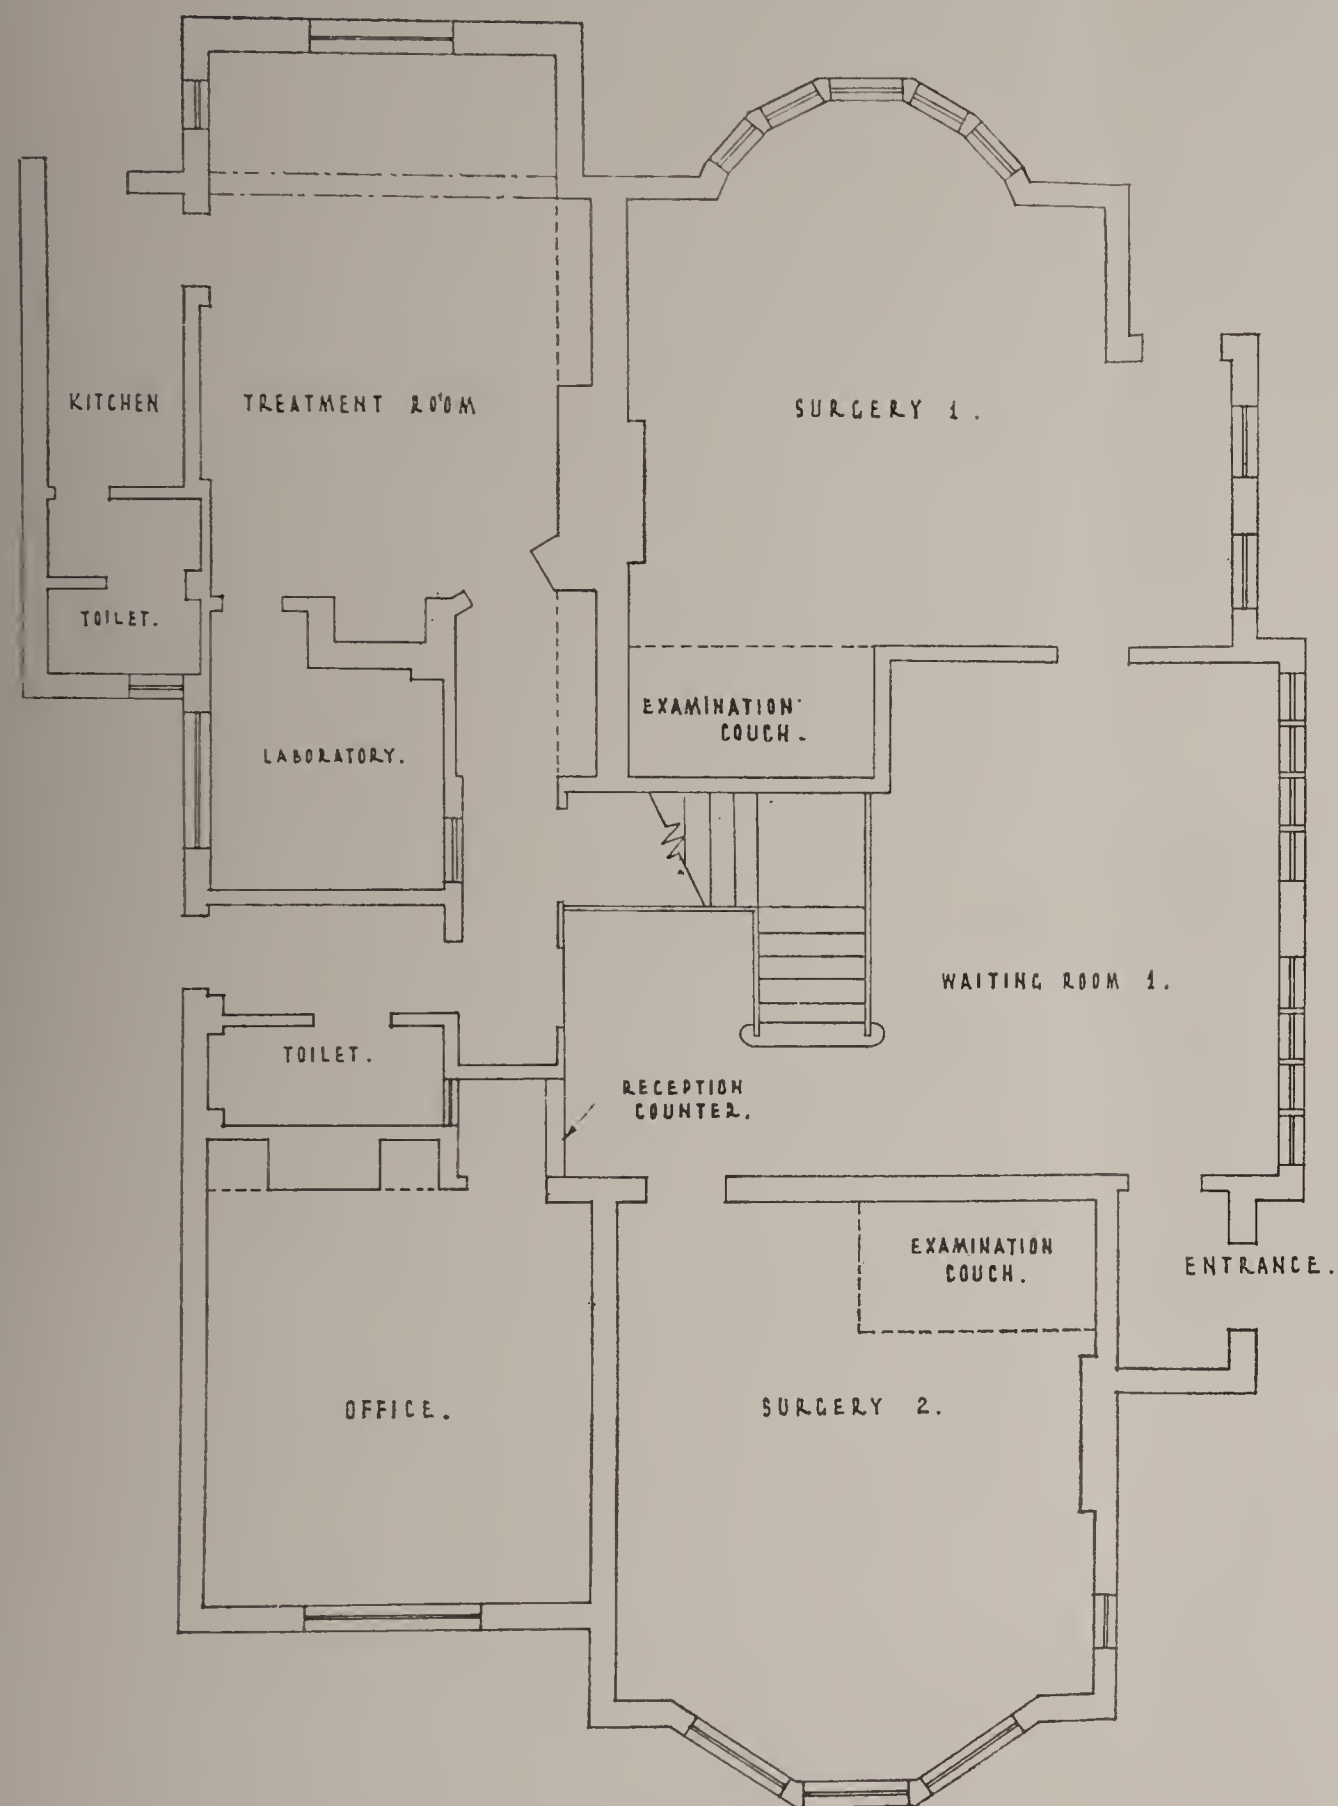 KITCHEN
TREATMENT ROOM
SURGERY 1.
TOILET.
EXAMINATION
COUCH.
LABORATORY.
WAITING ROOM 1.
TOILET.
RECEPTION
COUNTER.
EXAMINATION
COUCH.
ENTRANCE.
OFFICE.
SURGERY 2.